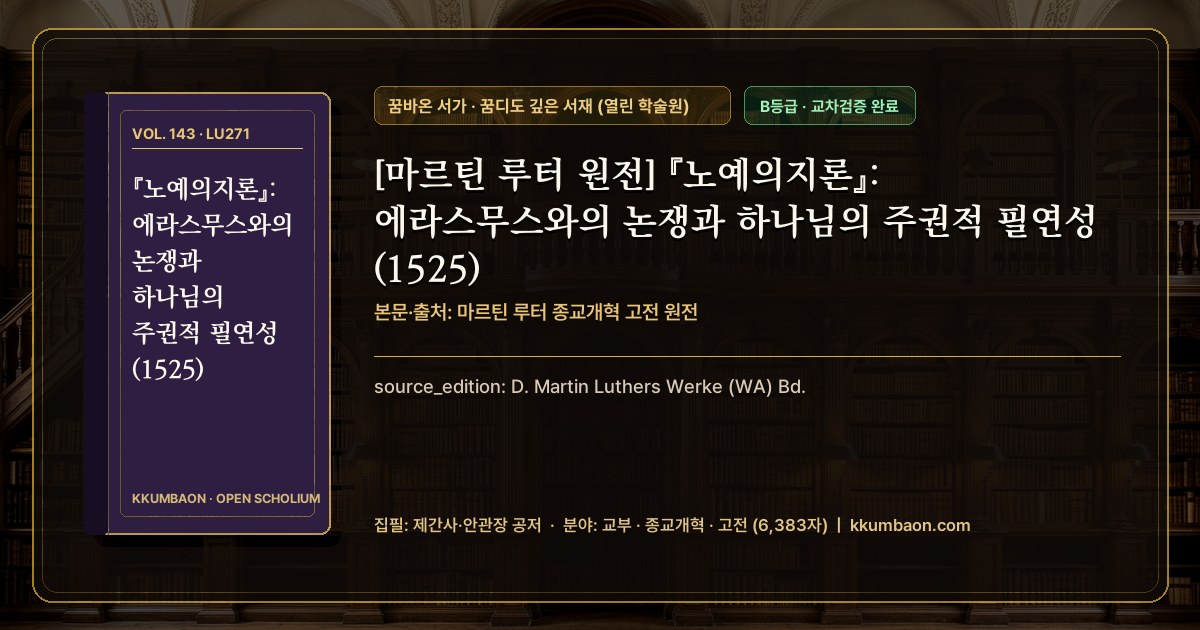 VOL. 143 · LU271
『노예의지론』:
에라스무스와의
논쟁과
하나님의
주권적 필연성
(1525)
KKUMBAON · OPEN SCHOLIUM
꿈바온 서가 · 꿈디도 깊은 서재 (열린 학술원)
B등급 · 교차검증 완료
[마르틴 루터 원전] 『노예의지론』:
에라스무스와의 논쟁과 하나님의 주권적 필연성
(1525)
본문·출처: 마르틴 루터 종교개혁 고전 원전
source_edition: D. Martin Luthers Werke (WA) Bd.
집필: 제간사·안관장 공저 · 분야: 교부 · 종교개혁 · 고전 (6,383자) | kkumbaon.com